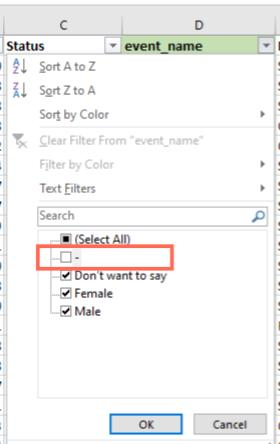 C D
Status event_name
Sort A to Z
Sort Z to A
Sort by Color
Clear Filter From "event_name"
Filter by Color
Text Filters
Search
(Select All)
-
Don't want to say
Female
Male
OK Cancel